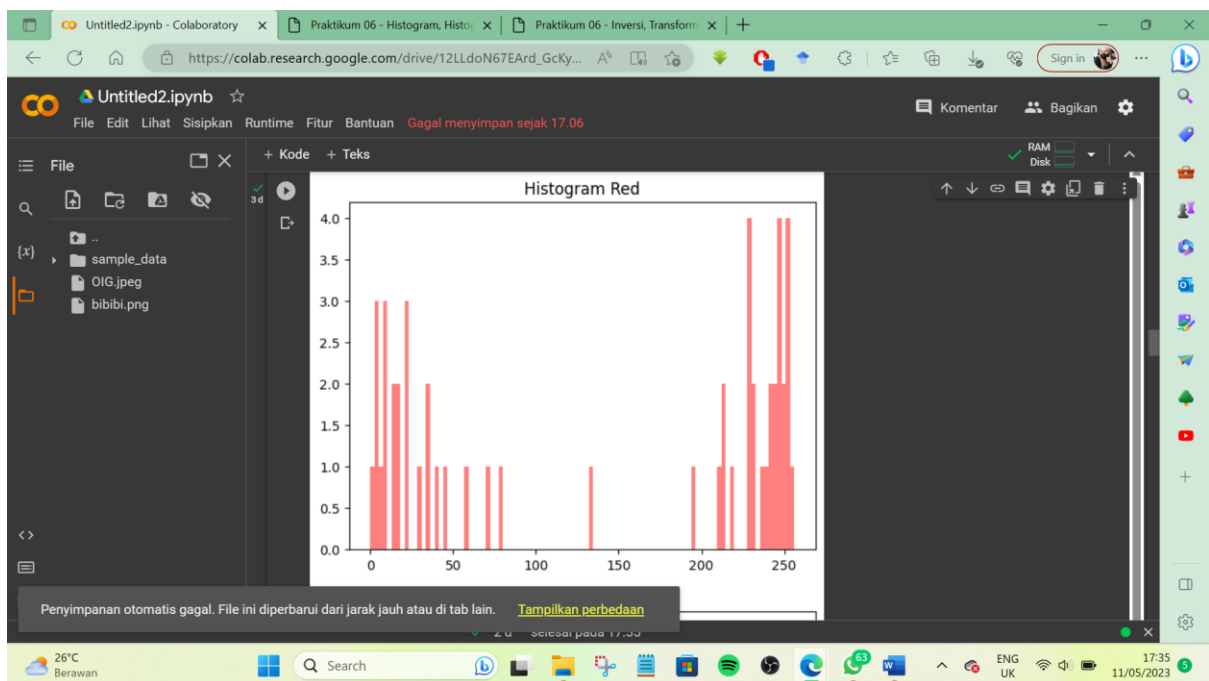 Untitled2.ipynb - Colaboratory
Praktikum 06 - Histogram, Histo
Praktikum 06 - Inversi, Transform
https://colab.research.google.com/drive/12LLdoN67EArd_GcKy...
Sign in
Untitled2.ipynb
File Edit Lihat Sisipkan Runtime Fitur Bantuan Gagal menyimpan sejak 17.06
Komentar
Bagikan
File
+ Kode + Teks
RAM
Disk
..
sample_data
OIG.jpeg
bibibi.png
{x}
3 d
Histogram Red
4.0
3.5
3.0
2.5
2.0
1.5
1.0
0.5
0.0
0 50 100 150 200 250
Penyimpanan otomatis gagal. File ini diperbarui dari jarak jauh atau di tab lain. Tampilkan perbedaan
26°C
Berawan
Search
63
ENG
UK
17:35
11/05/2023
5